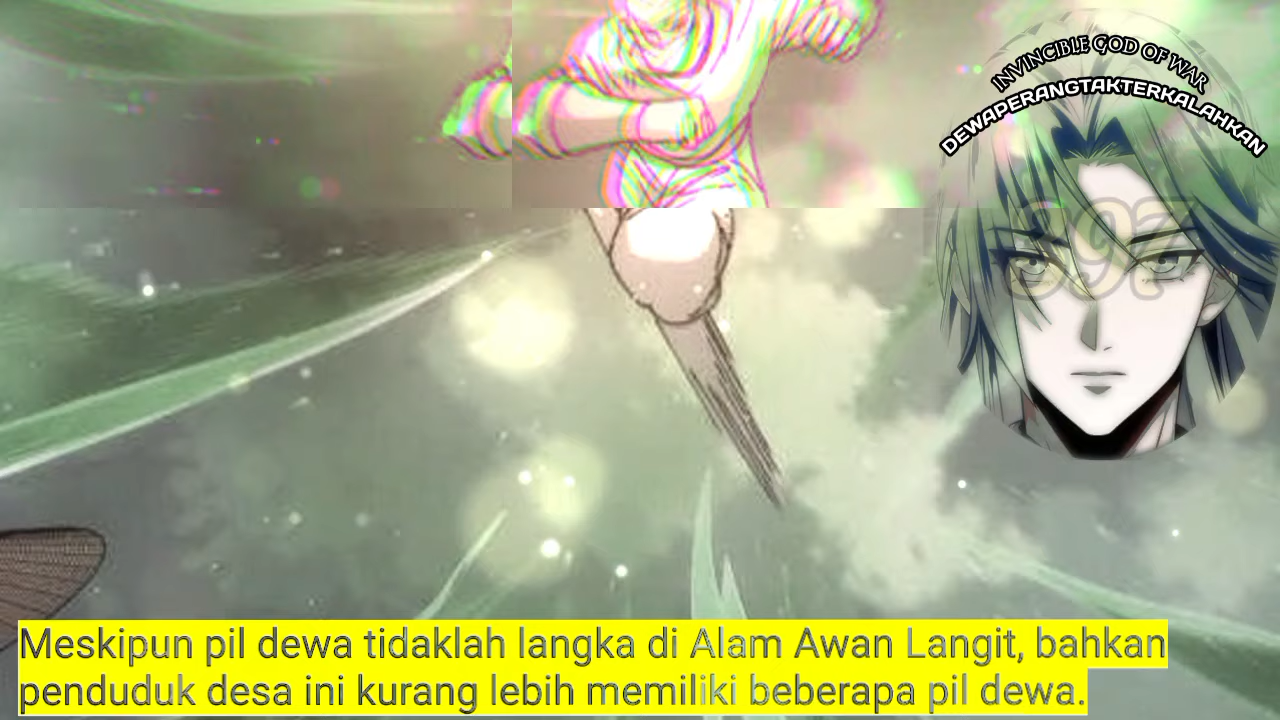 INVINCIBLE GOD OF WAR
DEWAPERANGTAKTERKALAHKAN
897
Meskipun pil dewa tidaklah langka di Alam Awan Langit, bahkan
penduduk desa ini kurang lebih memiliki beberapa pil dewa.